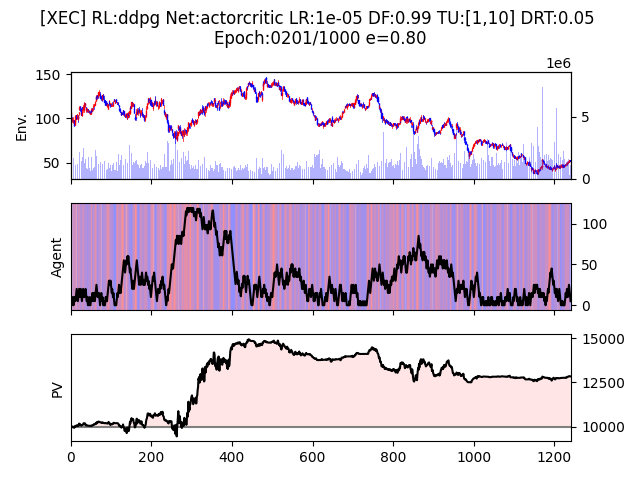 [XEC] RL:ddpg Net:actorcritic LR:1e-05 DF:0.99 TU:[1,10] DRT:0.05
Epoch:0201/1000 e=0.80
1e6
150
100
50
Env.
5
0
Agent
100
50
0
PV
15000
12500
10000
0 200 400 600 800 1000 1200